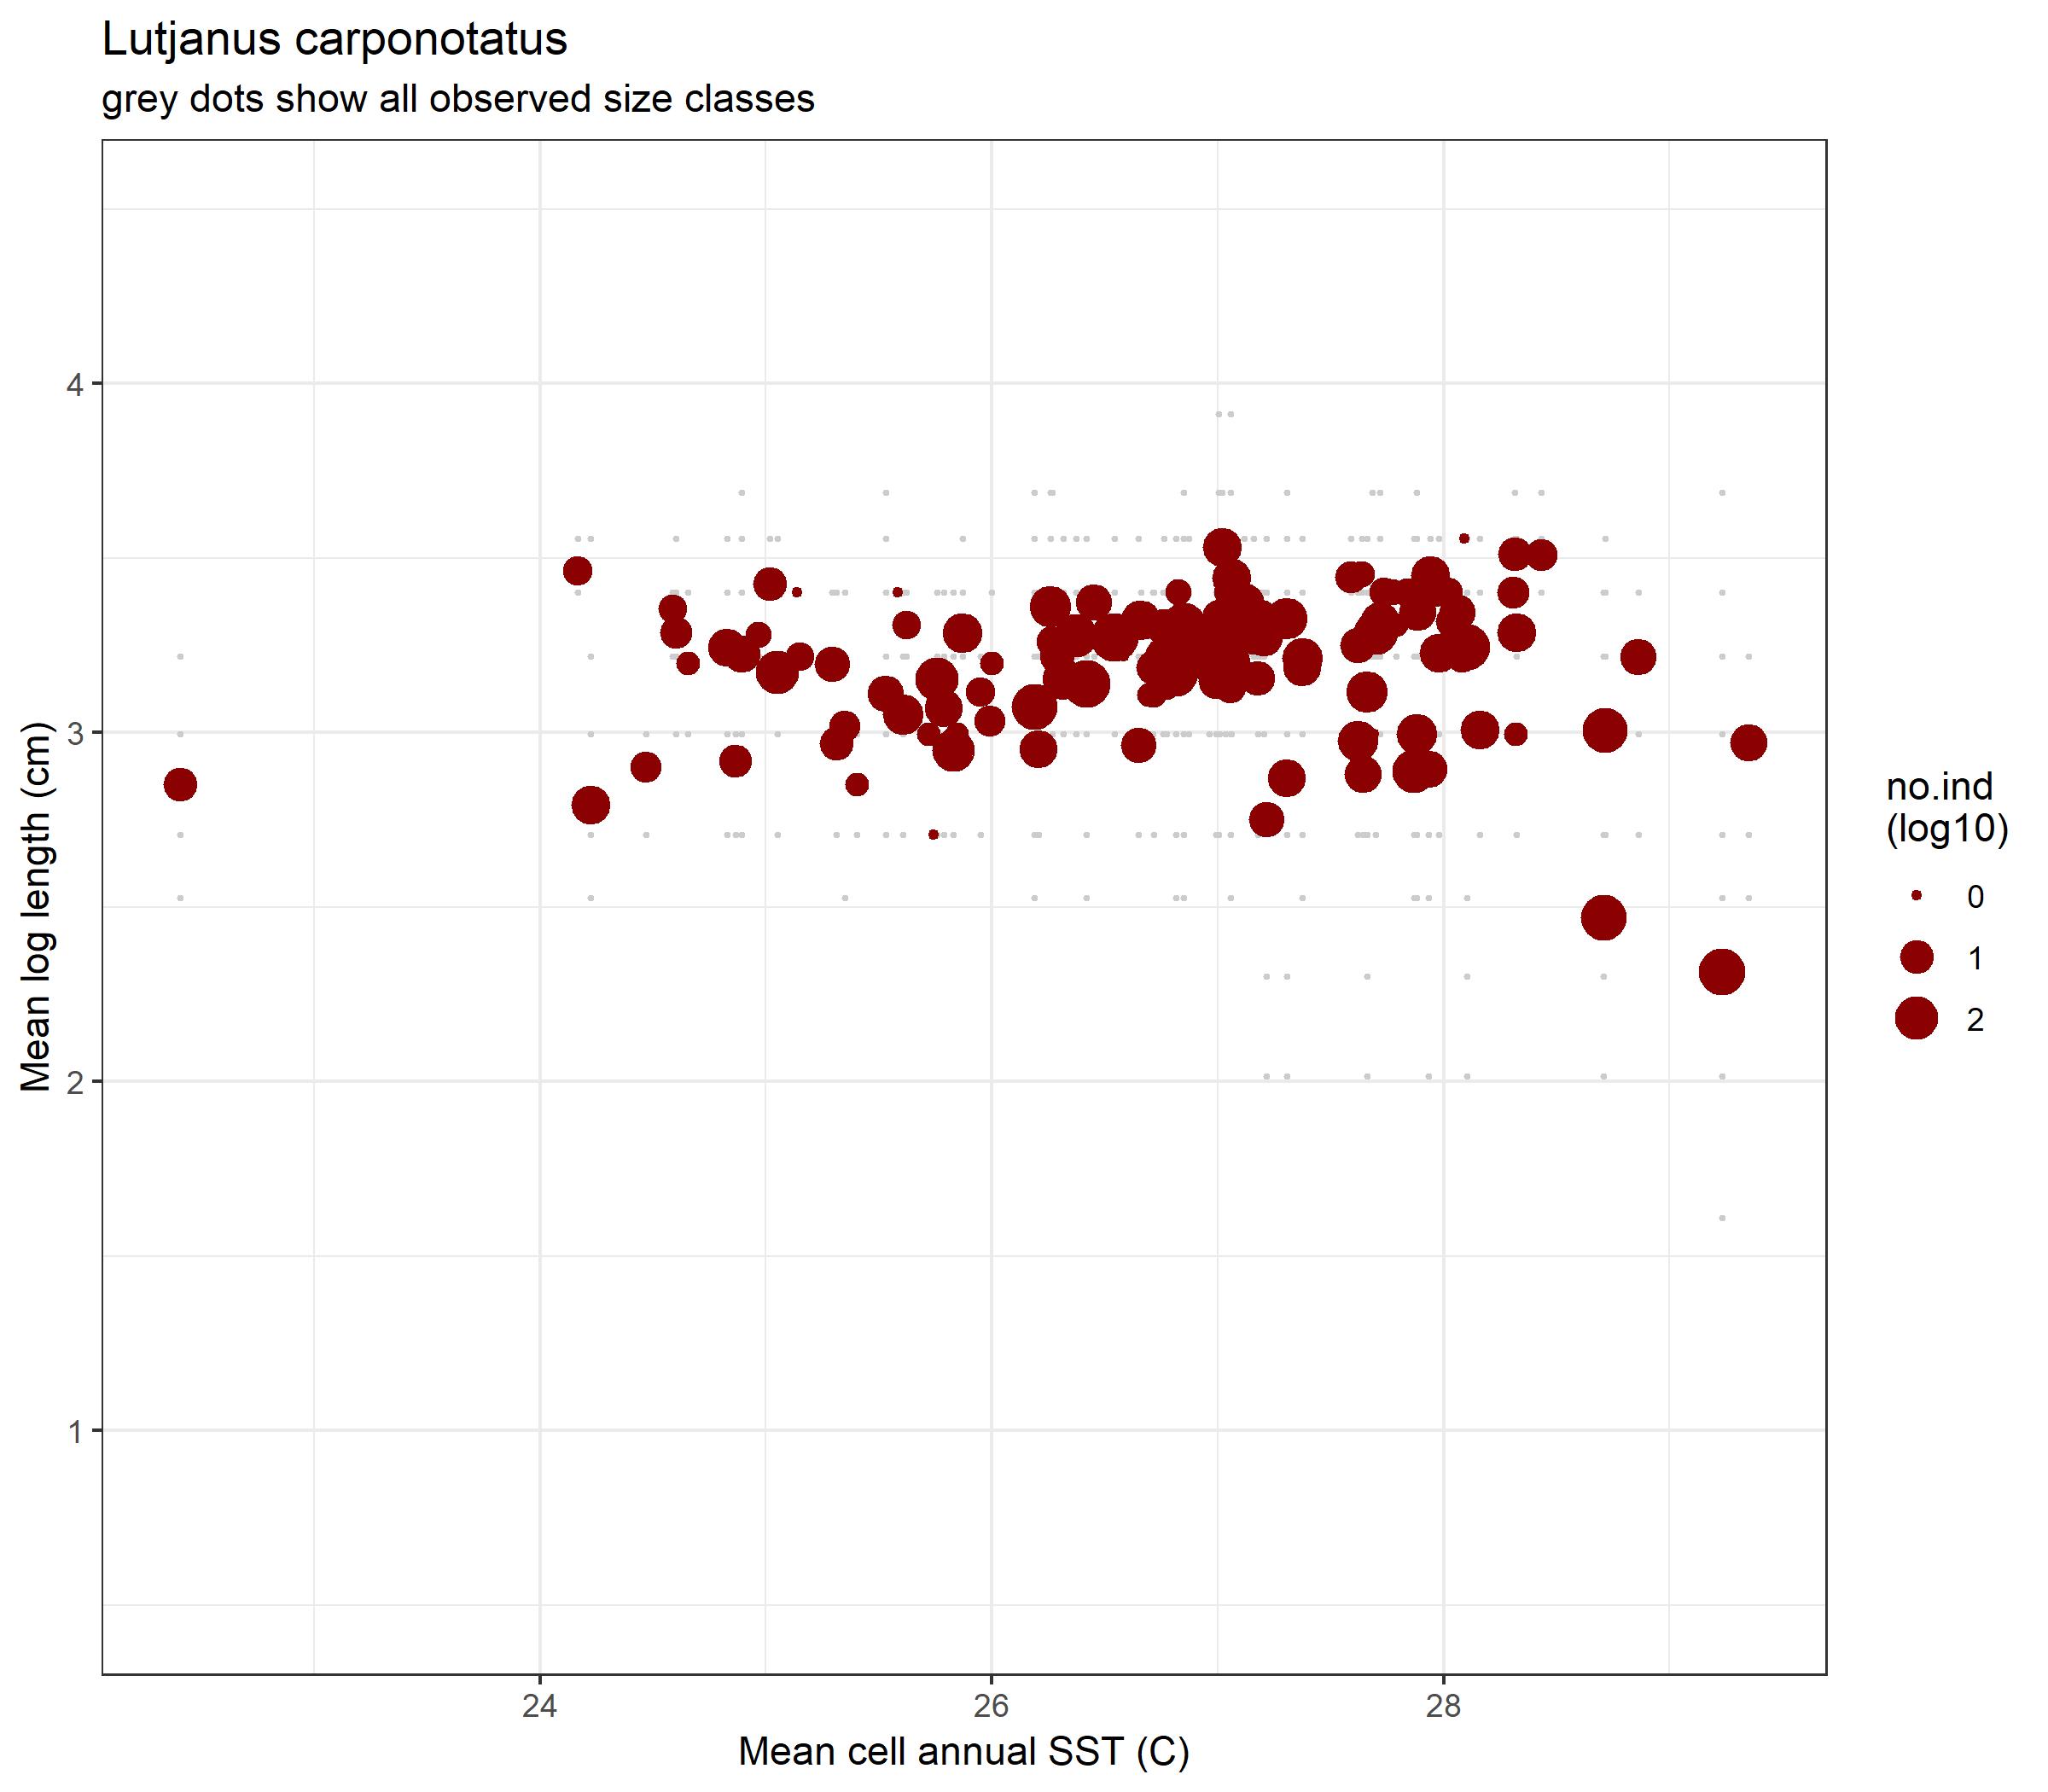 Lutjanus carponotatus
grey dots show all observed size classes
Mean log length (cm)
4
3
2
1
24
26
28
Mean cell annual SST (C)
no.ind
(log10)
0
1
2